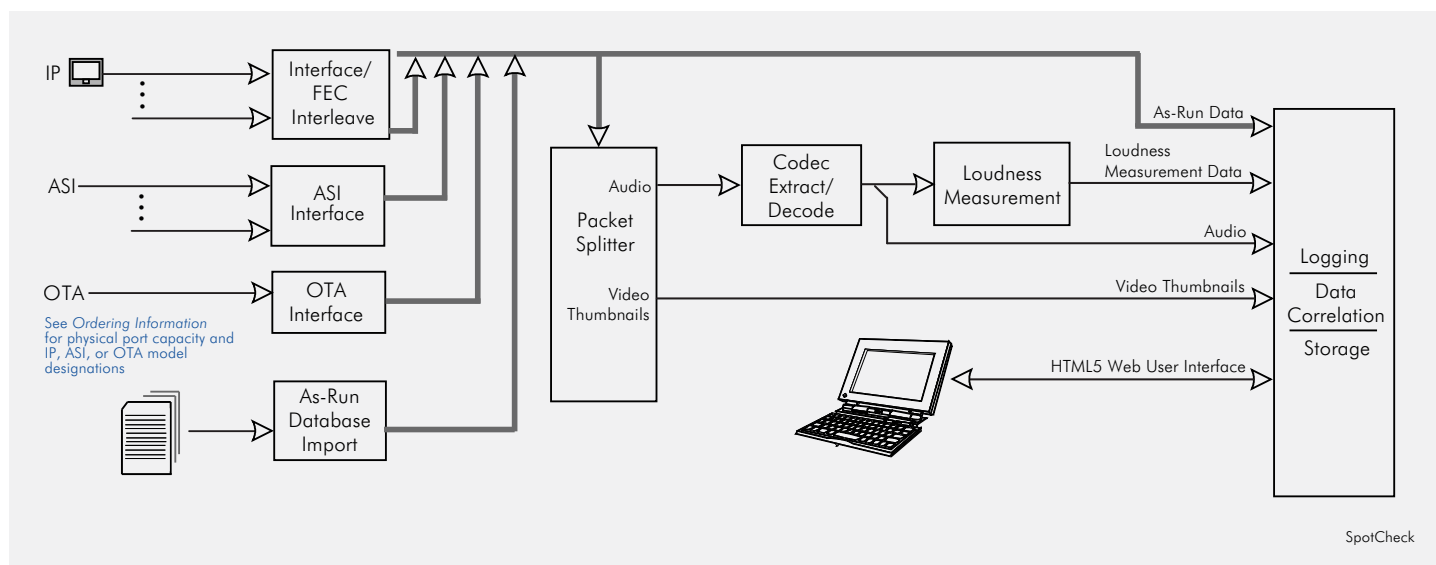 IP
Interface/
FEC
Interleave
As-Run Data
ASI
ASI
Interface
Audio
Packet
Splitter
Video
Thumbnails
Codec
Extract/
Decode
Loudness
Measurement
Loudness
Measurement Data
Audio
Video Thumbnails
HTML5 Web User Interface
Logging
Data
Correlation
Storage
OTA
OTA
Interface
See Ordering Information
for physical port capacity and
IP, ASI, or OTA model
designations
As-Run
Database
Import
SpotCheck